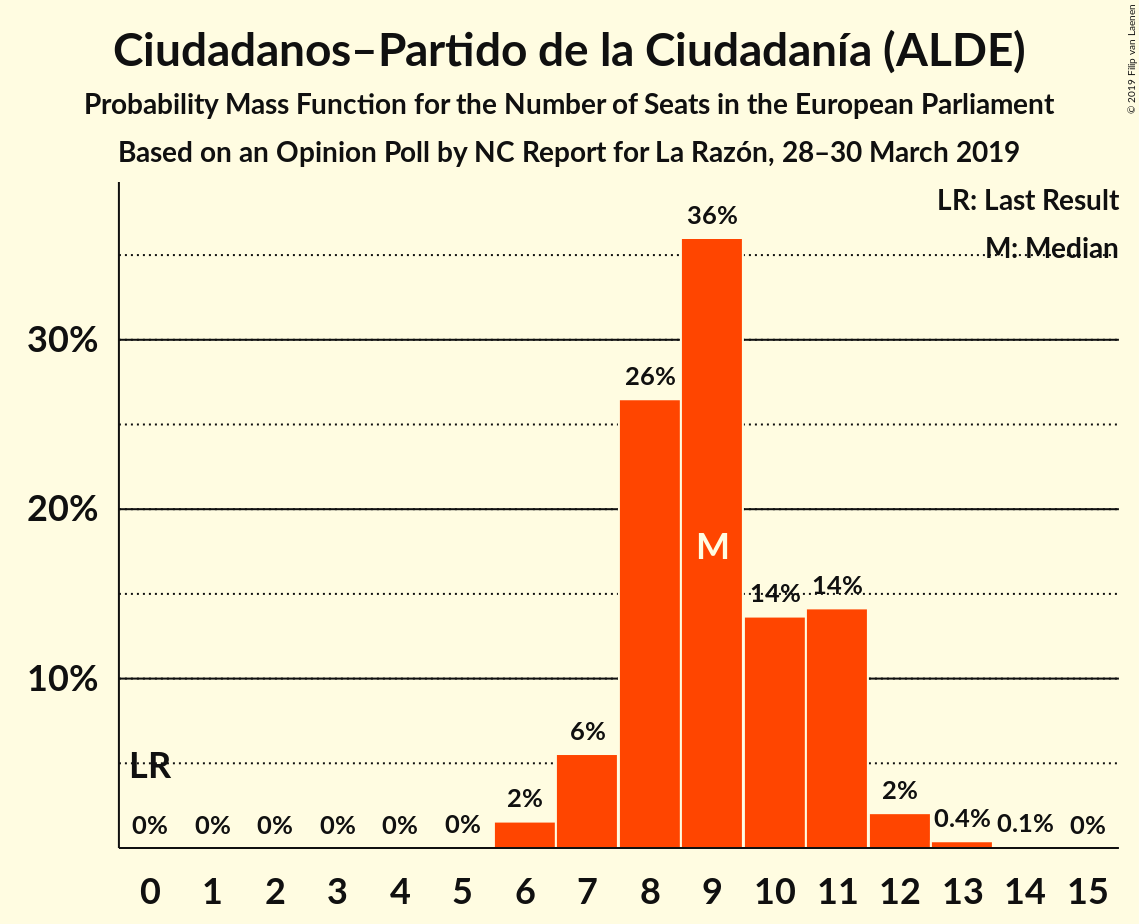 Ciudadanos–Partido de la Ciudadanía (ALDE)
Probability Mass Function for the Number of Seats in the European Parliament
Based on an Opinion Poll by NC Report for La Razón, 28–30 March 2019
© 2019 Filip van Laenen
LR: Last Result
M: Median
36%
30%
26%
20%
M
14% 14%
10%
6%
LR
2% 2%
0% 0% 0% 0% 0% 0% 0.4% 0.1% 0%
0 1 2 3 4 5 6 7 8 9 10 11 12 13 14 15